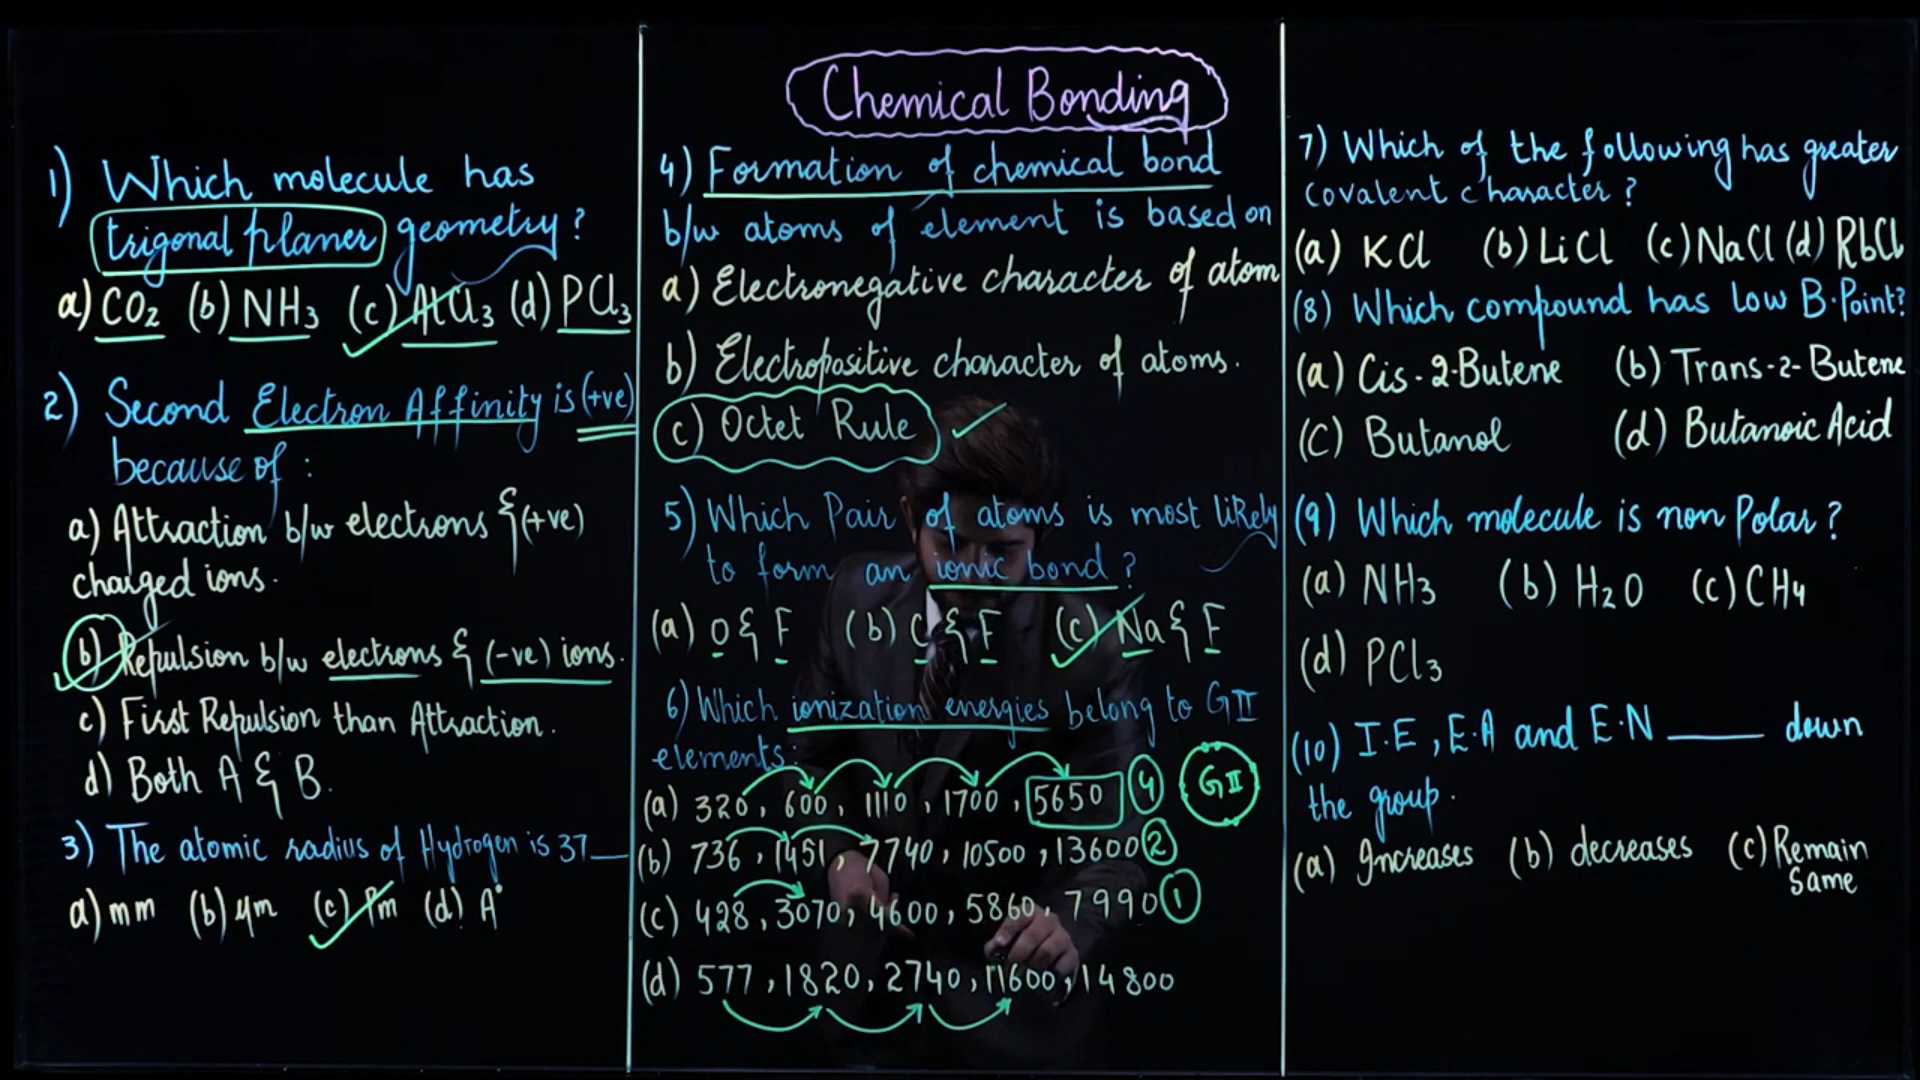 Chemical Bonding
1) Which molecule has
trigonal planer geometry?
a) CO2 (b) NH3 (c) AlCl3 (d) PCl3
2) Second Electron Affinity is (+ve)
because of :
a) Attraction b/w electrons & (+ve)
charged ions.
b) Repulsion b/w electrons & (-ve) ions.
c) First Repulsion than Attraction.
d) Both A & B.
3) The atomic radius of Hydrogen is 37__
a) mm (b) μm (c) Pm (d) A°
4) Formation of chemical bond
b/w atoms of element is based on
a) Electronegative character of atom
b) Electropositive character of atoms.
c) Octet Rule
5) Which Pair of atoms is most likely
to form an ionic bond ?
(a) O & F (b) C & F (c) Na & F
6) Which ionization energies belong to GII
elements:
(a) 320, 600, 1110, 1700, 5650 4 GII
(b) 736, 1451, 7740, 10500, 13600 2
(c) 428, 3070, 4600, 5860, 7990 1
(d) 577, 1820, 2740, 11600, 14800
7) Which of the following has greater
covalent character ?
(a) KCl (b) LiCl (c) NaCl (d) RbCl
(8) Which compound has low B.Point?
(a) Cis-2-Butene (b) Trans-2-Butene
(C) Butanol (d) Butanoic Acid
(9) Which molecule is non Polar ?
(a) NH3 (b) H2O (c) CH4
(d) PCl3
(10) I.E, E.A and E.N ____ down
the group.
(a) Increases (b) decreases (c) Remain
Same